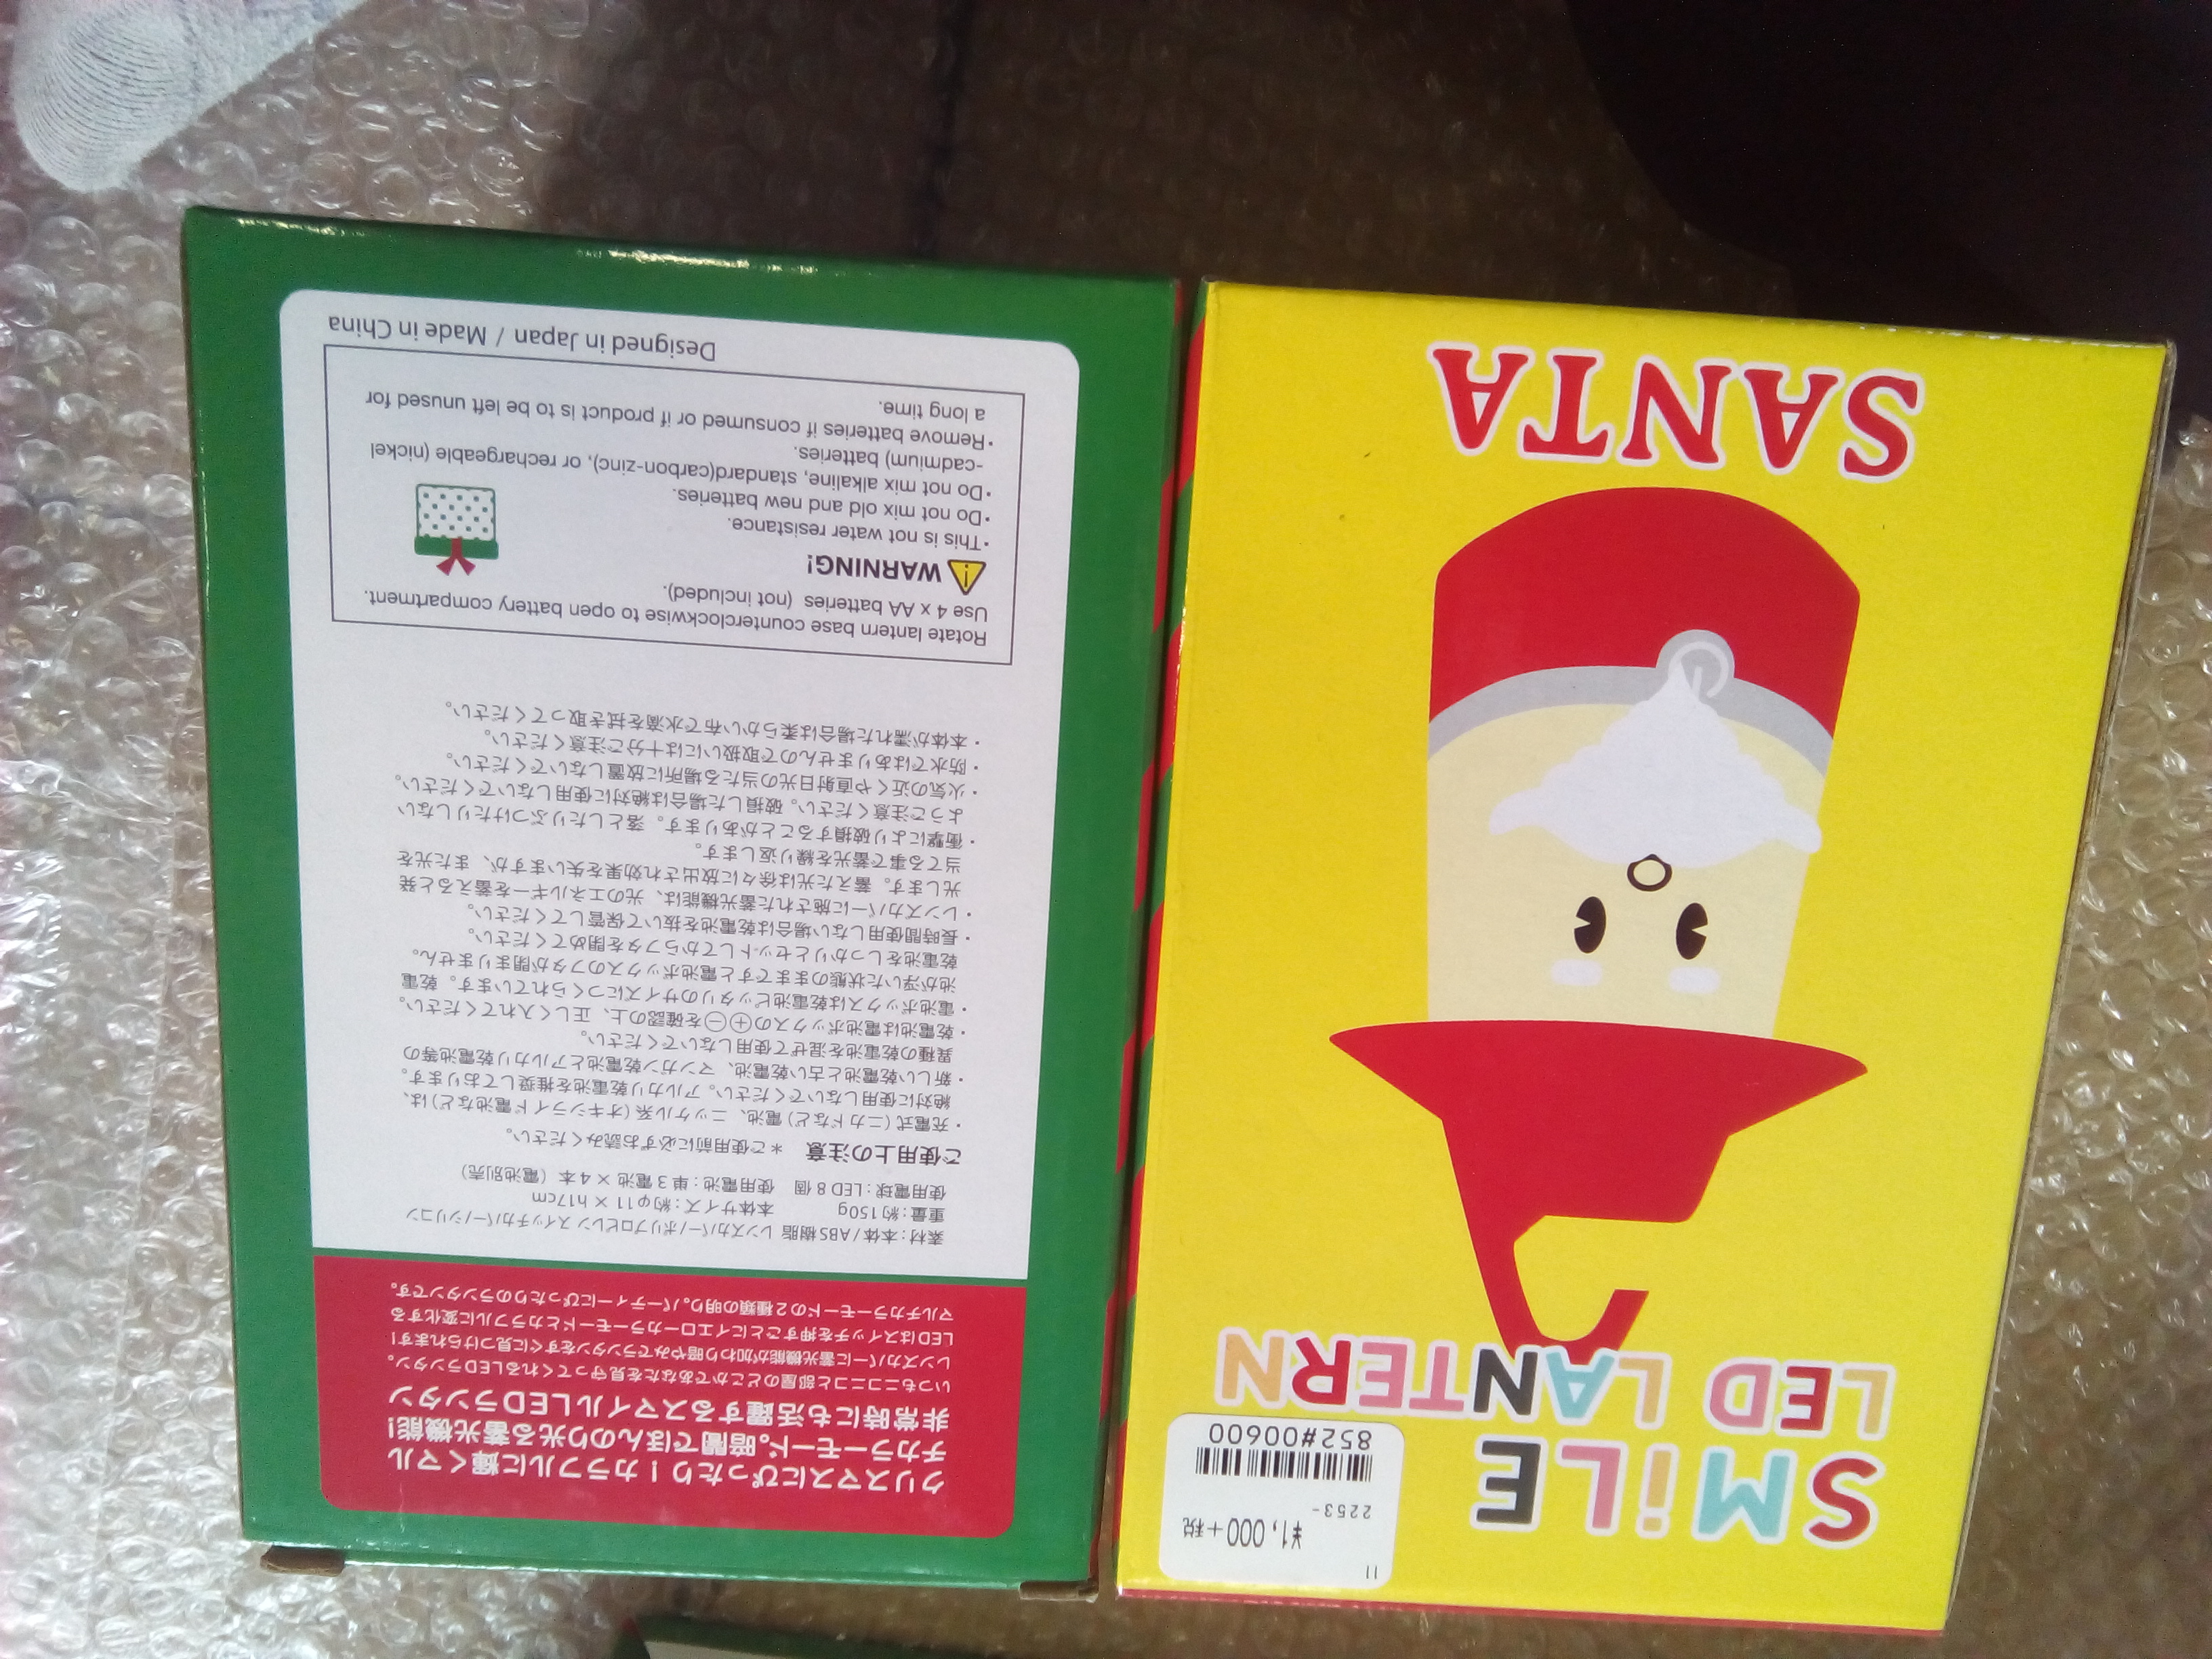 クリスマスにぴったり！カラフルに輝くマル
チカラーモード。暗闇でほんのり光る蓄光機能!
非常時にも活躍するスマイルLEDランタン
いつもニコニコと部屋のどこかであなたを見守ってくれるLEDランタン。
レンズカバーに蓄光機能が加わり暗やみでランタンをすぐに見つけられます!
LEDはスイッチを押すごとにイエローカラーモードとカラフルに変化する
マルチカラーモードの2種類の明り。パーティーにぴったりのランタンです。
素材：本体/ABS樹脂 レンズカバー/ポリプロピレン スイッチカバー/シリコン
重量：約150g 本体サイズ：約φ11×h17cm
使用電球：LED 8個 使用電池：単3電池×4本（電池別売）
ご使用上の注意 ＊ご使用前に必ずお読みください。
・充電式（ニカドなど）電池、ニッケル系（オキシライド電池など）は、
絶対使用しないでください。アルカリ乾電池を推奨しております。
・新しい乾電池と古い乾電池、マンガン乾電池とアルカリ乾電池等の
異種の乾電池を混ぜて使用しないでください。
・乾電池は電池ボックスの⊕⊖を確認の上、正しく入れてください。
・電池ボックスは乾電池ピッタリのサイズにつくられています。乾電
池が浮いた状態のままですと電池ボックスのフタが閉まりません。
乾電池をしっかりとセットしてからフタを閉めてください。
・長時間使用しない場合は乾電池を抜いて保管してください。
・レンズカバーに施された蓄光機能は、光のエネルギーを蓄えると発
光します。蓄えた光は徐々に放出され効果を失いますが、また光を
当てる事で蓄光を繰り返します。
・衝撃により破損することがあります。落としたりぶつけたりしない
ようご注意ください。破損した場合は絶対に使用しないでください。
・火気の近くや直射日光の当たる場所に放置しないでください。
・防水ではありませんので取扱いには十分ご注意ください。
・本体が濡れた場合は柔らかい布で水滴を拭き取ってください。
Rotate lantern base counterclockwise to open battery compartment.
Use 4 x AA batteries (not included).
WARNING!
・This is not water resistance.
・Do not mix old and new batteries.
・Do not mix alkaline, standard(carbon-zinc), or rechargeable (nickel
-cadmium) batteries.
・Remove batteries if consumed or if product is to be left unused for
a long time.
Designed in Japan / Made in China
11
¥1,000+税
2253-
852#00600
SMiLE
LED LANTERN
SANTA